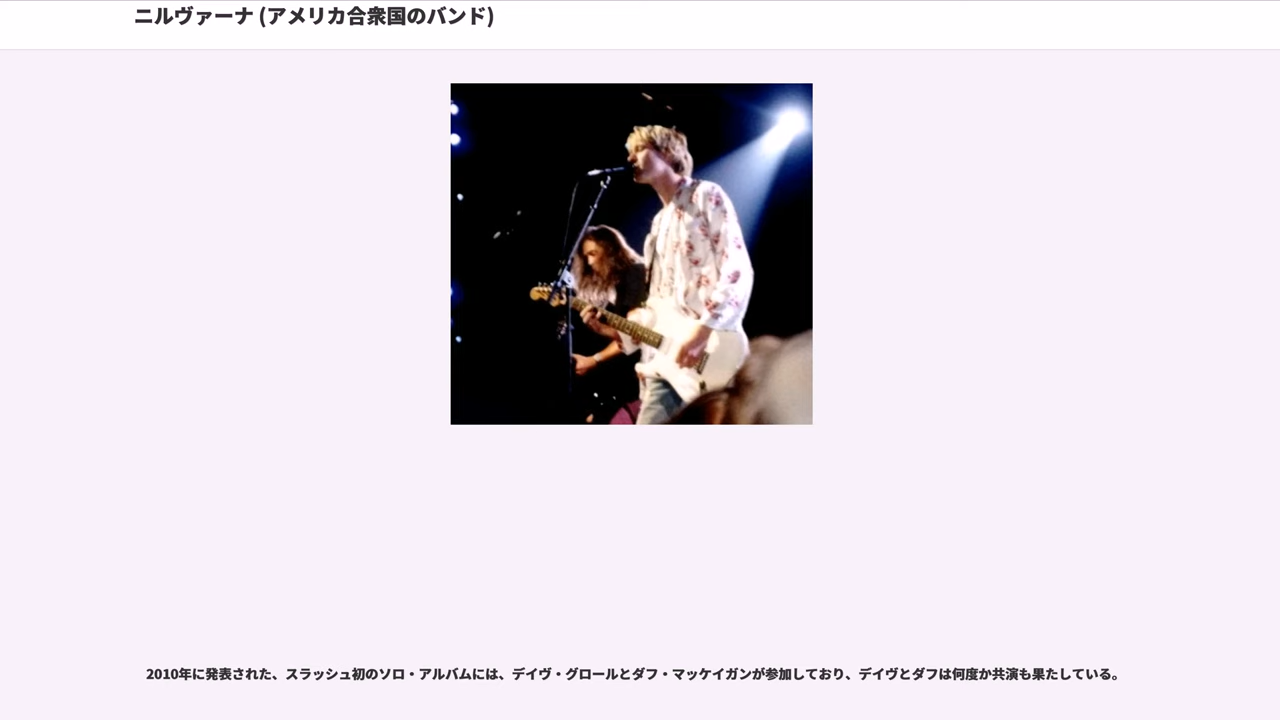 ニルヴァーナ (アメリカ合衆国のバンド)
2010年に発表された、スラッシュ初のソロ・アルバムには、デイヴ・グロールとダフ・マッケイガンが参加しており、デイヴとダフは何度か共演も果たしている。